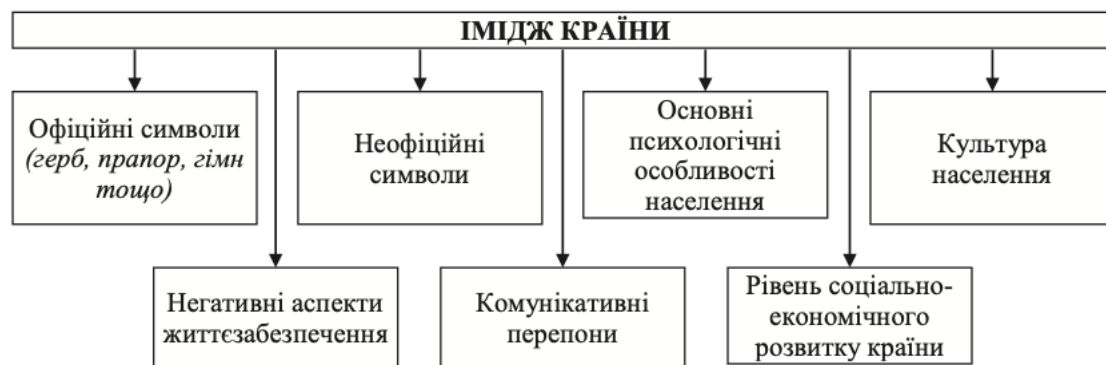 ІМІДЖ КРАЇНИ
Офіційні символи
(герб, прапор, гімн
тощо)
Неофіційні
символи
Основні
психологічні
особливості
населення
Культура
населення
Негативні аспекти
життєзабезпечення
Комунікативні
перепони
Рівень соціально-
економічного
розвитку країни